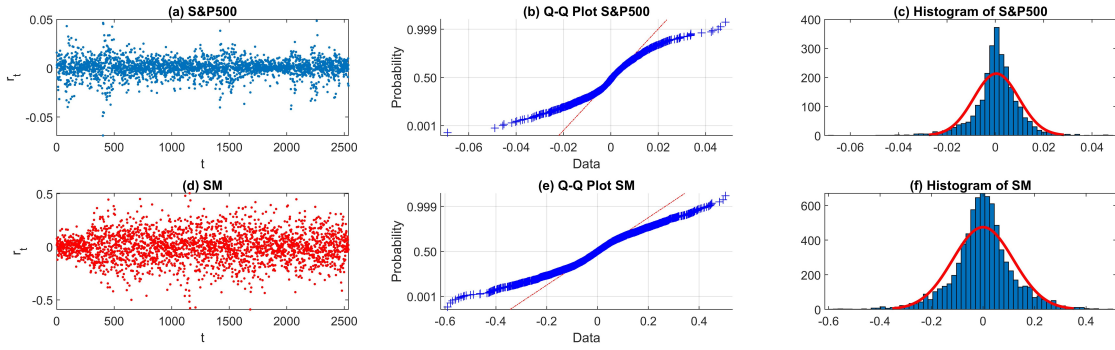 (a) S&P500
0.05
0
-0.05
r_t
0 500 1000 1500 2000 2500
t
(b) Q-Q Plot S&P500
0.999
0.50
0.001
Probability
-0.06 -0.04 -0.02 0 0.02 0.04
Data
(c) Histogram of S&P500
400
300
200
100
0
-0.06 -0.04 -0.02 0 0.02 0.04
(d) SM
0.5
0
-0.5
r_t
0 500 1000 1500 2000 2500
t
(e) Q-Q Plot SM
0.999
0.50
0.001
Probability
-0.6 -0.4 -0.2 0 0.2 0.4
Data
(f) Histogram of SM
600
400
200
0
-0.6 -0.4 -0.2 0 0.2 0.4